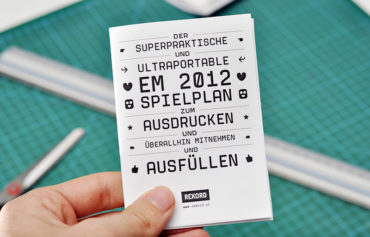 DER
SUPERPRAKTISCHE
UND
ULTRAPORTABLE
EM 2012
SPIELPLAN
ZUM
AUSDRUCKEN
UND
ÜBERALLHIN MITNEHMEN
UND
AUSFÜLLEN
REKORD